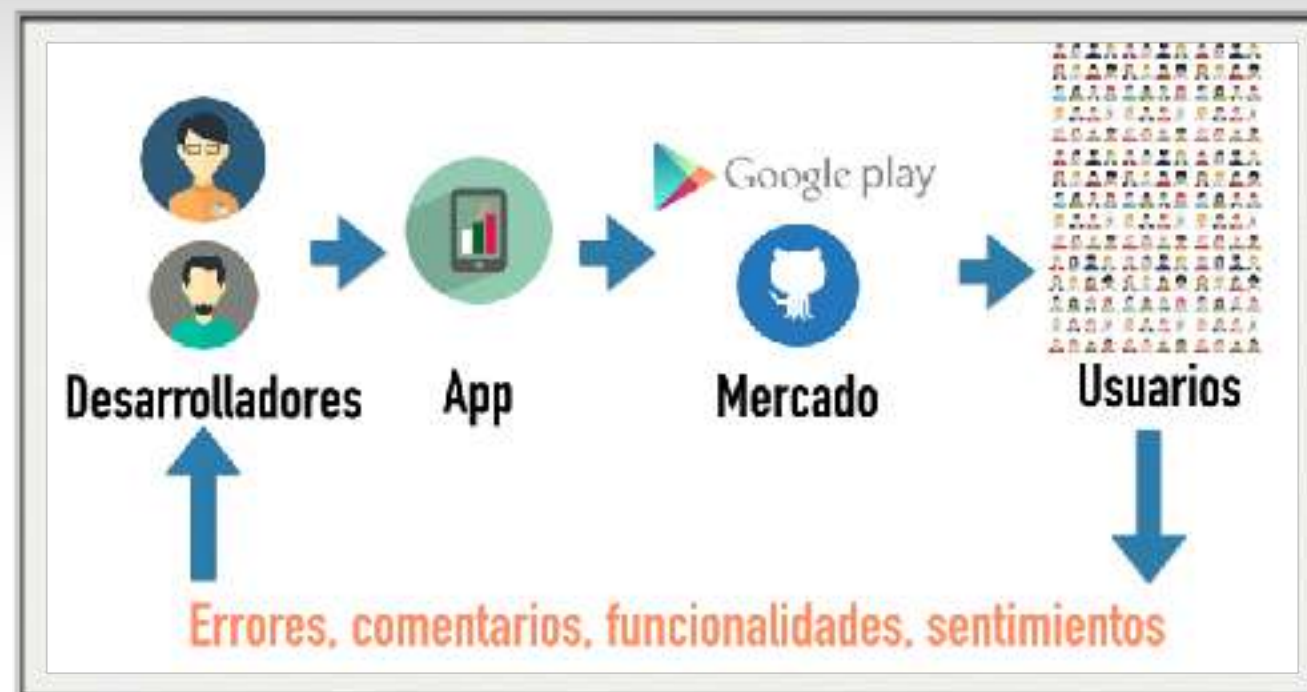 Google play
Desarrolladores
App
Mercado
Usuarios
Errores, comentarios, funcionalidades, sentimientos